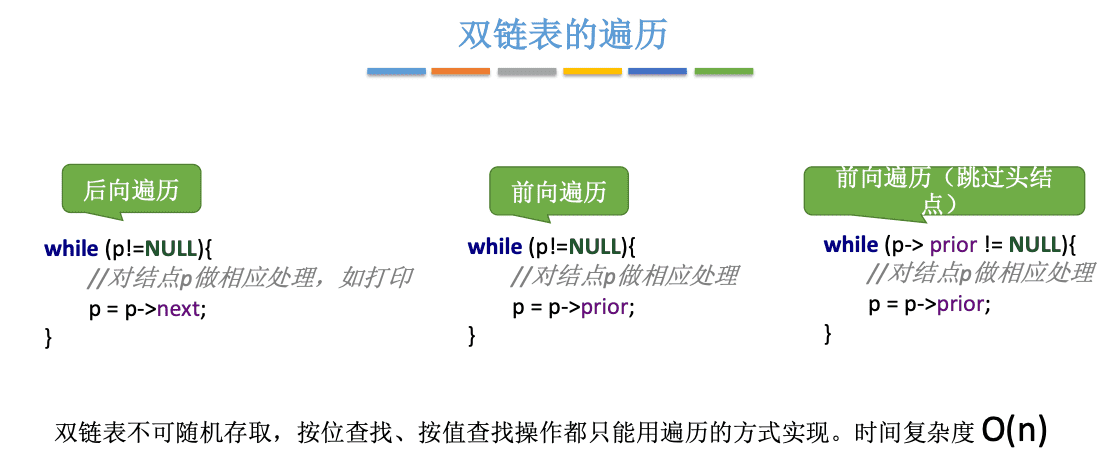 双链表的遍历
后向遍历
while (p!=NULL){
//对结点p做相应处理，如打印
p = p->next;
}
前向遍历
while (p!=NULL){
//对结点p做相应处理
p = p->prior;
}
前向遍历（跳过头结
点）
while (p-> prior != NULL){
//对结点p做相应处理
p = p->prior;
}
双链表不可随机存取，按位查找、按值查找操作都只能用遍历的方式实现。时间复杂度 O(n)